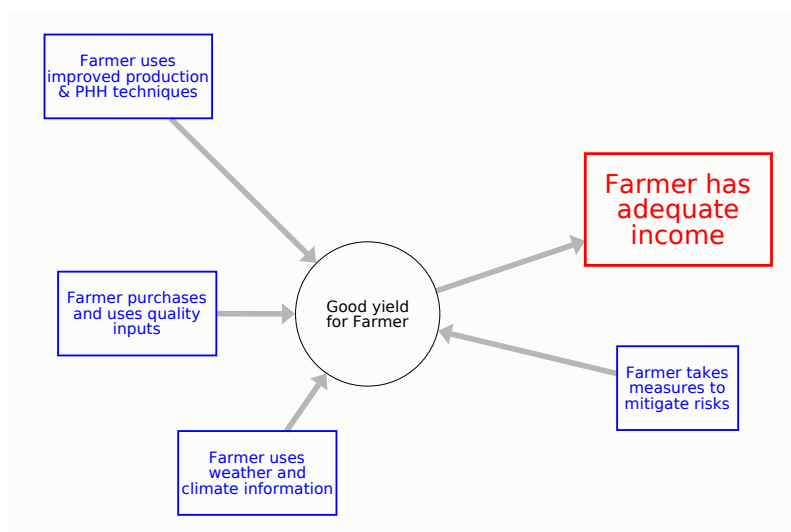 Farmer uses
improved production
& PHH techniques
Farmer has
adequate
income
Farmer purchases
and uses quality
inputs
Good yield
for Farmer
Farmer takes
measures to
mitigate risks
Farmer uses
weather and
climate information